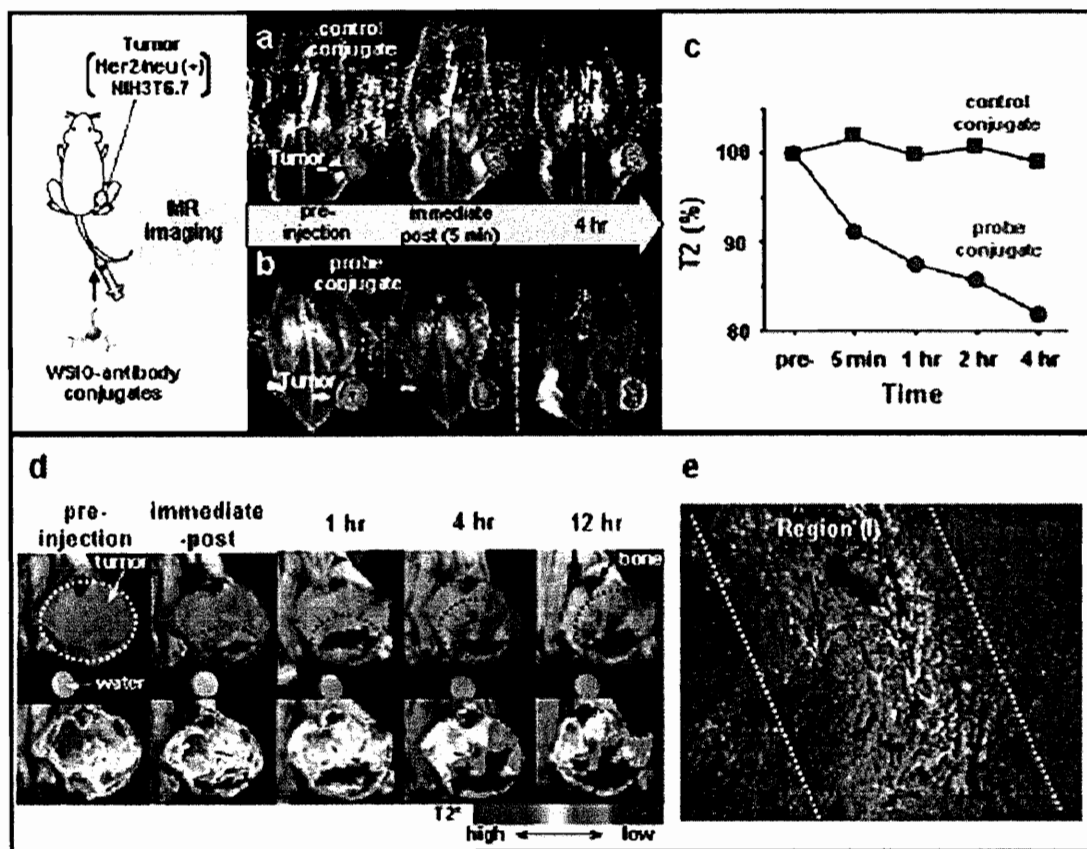 Tumor
Her2/neu (+)
NIH3T6.7
MR
imaging
WSIO-antibody
conjugates
a
control
conjugate
Tumor
pre-
injection
immediate
post (5 min)
4 hr
b
probe
conjugate
Tumor
c
T2 (%)
100
90
80
control
conjugate
probe
conjugate
pre-
5 min
1 hr
2 hr
4 hr
Time
d
pre-
injection
immediate
-post
1 hr
4 hr
12 hr
tumor
bone
water
T2*
high
low
e
Region (I)